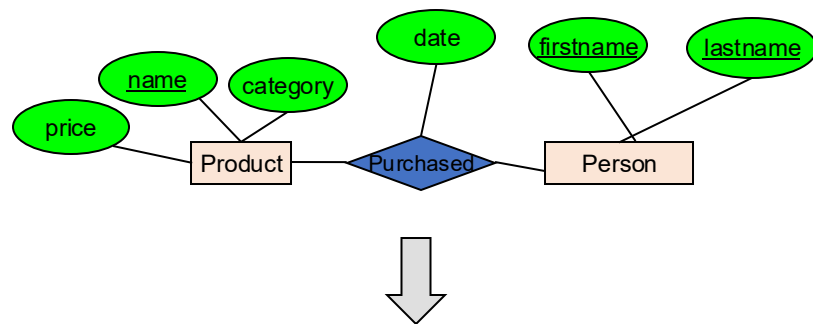 date
firstname
lastname
name
category
price
Product
Purchased
Person